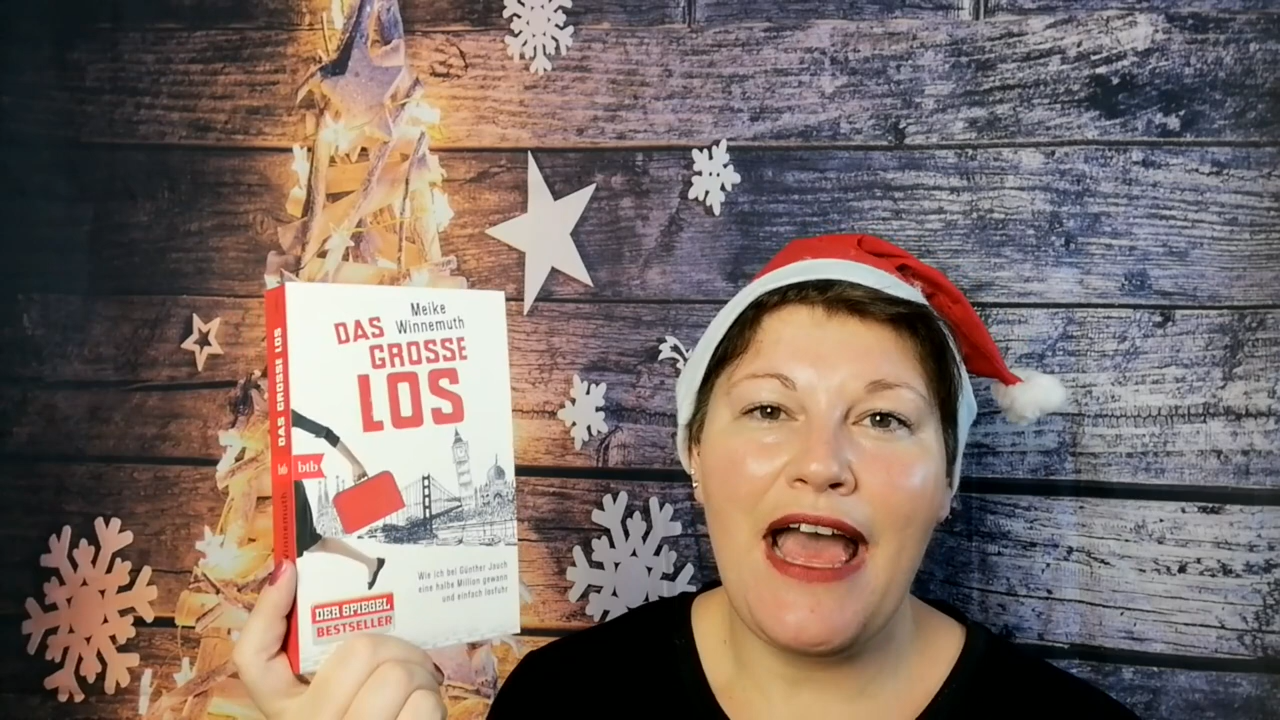 Meike
Winnemuth
DAS
GROSSE
LOS
btb
Wie ich bei Günther Jauch
eine halbe Million gewann
und einfach losfuhr
DER SPIEGEL
BESTSELLER
DAS GROSSE LOS
btb
Winnemuth